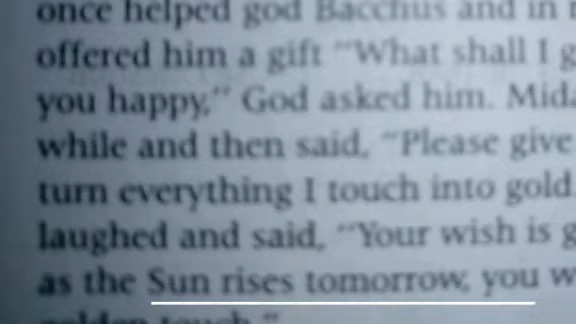 once helped god Bacchus and in
offered him a gift "What shall I
you happy," God asked him.
while and then said, "Please give
turn everything I touch into gold
laughed and said, "Your wish is
as the Sun rises tomorrow, you
golden touch."